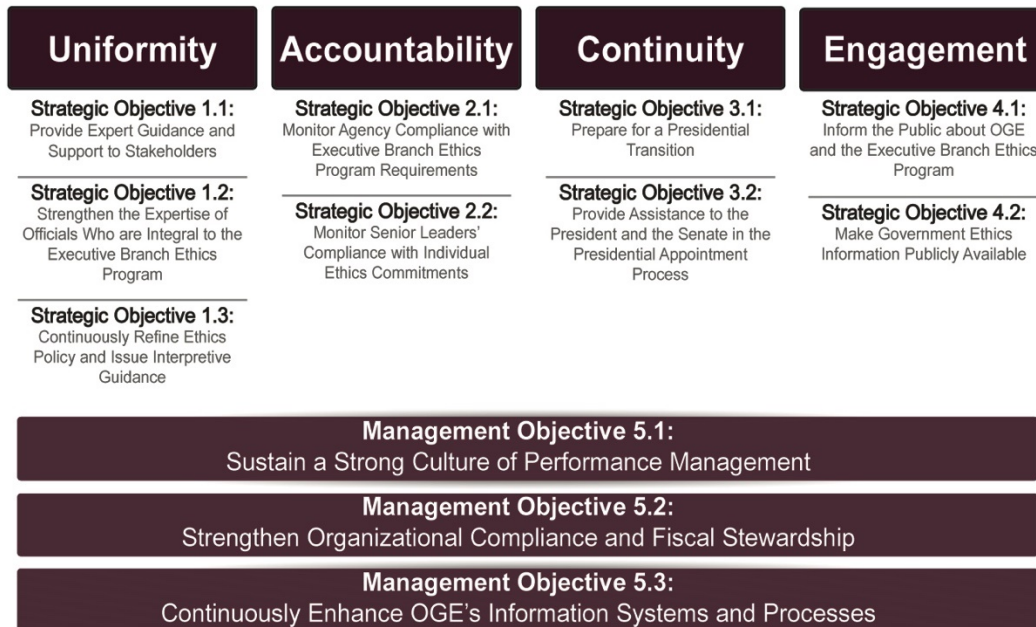 Uniformity
Strategic Objective 1.1:
Provide Expert Guidance and
Support to Stakeholders
Strategic Objective 1.2:
Strengthen the Expertise of
Officials Who are Integral to the
Executive Branch Ethics
Program
Strategic Objective 1.3:
Continuously Refine Ethics
Policy and Issue Interpretive
Guidance
Accountability
Strategic Objective 2.1:
Monitor Agency Compliance with
Executive Branch Ethics
Program Requirements
Strategic Objective 2.2:
Monitor Senior Leaders'
Compliance with Individual
Ethics Commitments
Continuity
Strategic Objective 3.1:
Prepare for a Presidential
Transition
Strategic Objective 3.2:
Provide Assistance to the
President and the Senate in the
Presidential Appointment
Process
Engagement
Strategic Objective 4.1:
Inform the Public about OGE
and the Executive Branch Ethics
Program
Strategic Objective 4.2:
Make Government Ethics
Information Publicly Available
Management Objective 5.1:
Sustain a Strong Culture of Performance Management
Management Objective 5.2:
Strengthen Organizational Compliance and Fiscal Stewardship
Management Objective 5.3:
Continuously Enhance OGE's Information Systems and Processes